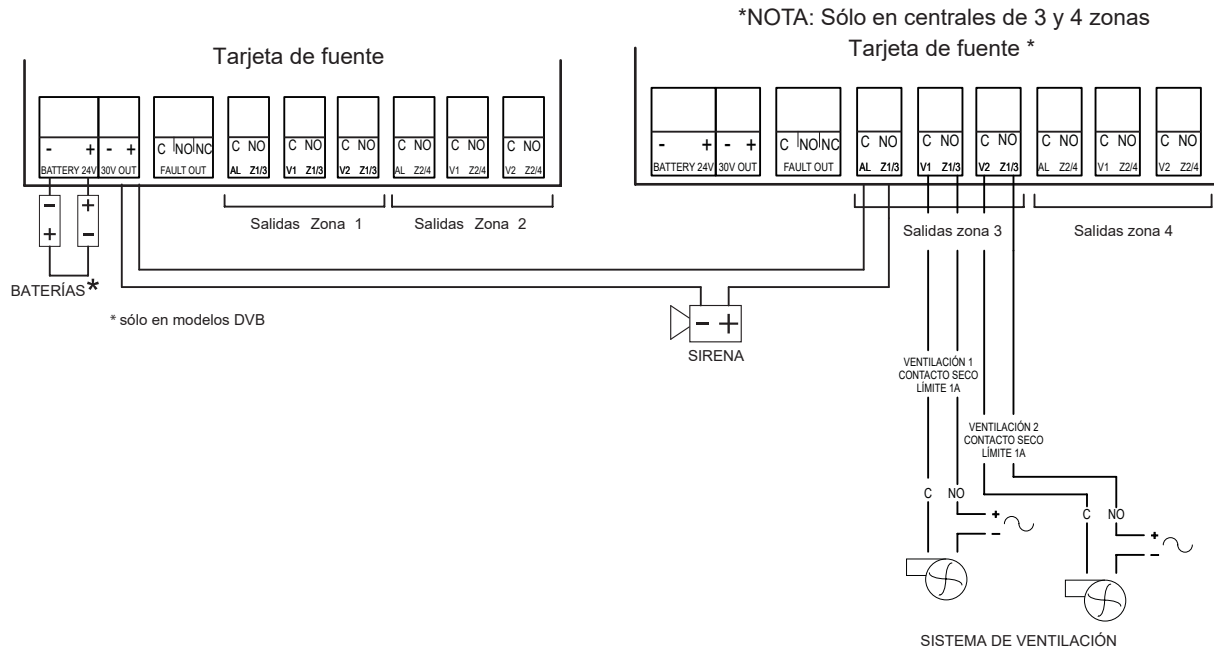 *NOTA: Sólo en centrales de 3 y 4 zonas
Tarjeta de fuente
Tarjeta de fuente *
- + - + C NO NC C NO C NO C NO C NO C NO C NO
BATTERY 24V 30V OUT FAULT OUT AL Z1/3 V1 Z1/3 V2 Z1/3 AL Z2/4 V1 Z2/4 V2 Z2/4
- + - + C NO NC C NO C NO C NO C NO C NO C NO
BATTERY 24V 30V OUT FAULT OUT AL Z1/3 V1 Z1/3 V2 Z1/3 AL Z2/4 V1 Z2/4 V2 Z2/4
Salidas Zona 1
Salidas Zona 2
Salidas zona 3
Salidas zona 4
- +
+ -
BATERÍAS*
* sólo en modelos DVB
- +
SIRENA
VENTILACIÓN 1
CONTACTO SECO
LÍMITE 1A
VENTILACIÓN 2
CONTACTO SECO
LÍMITE 1A
C NO
+
-
C NO
+
-
SISTEMA DE VENTILACIÓN